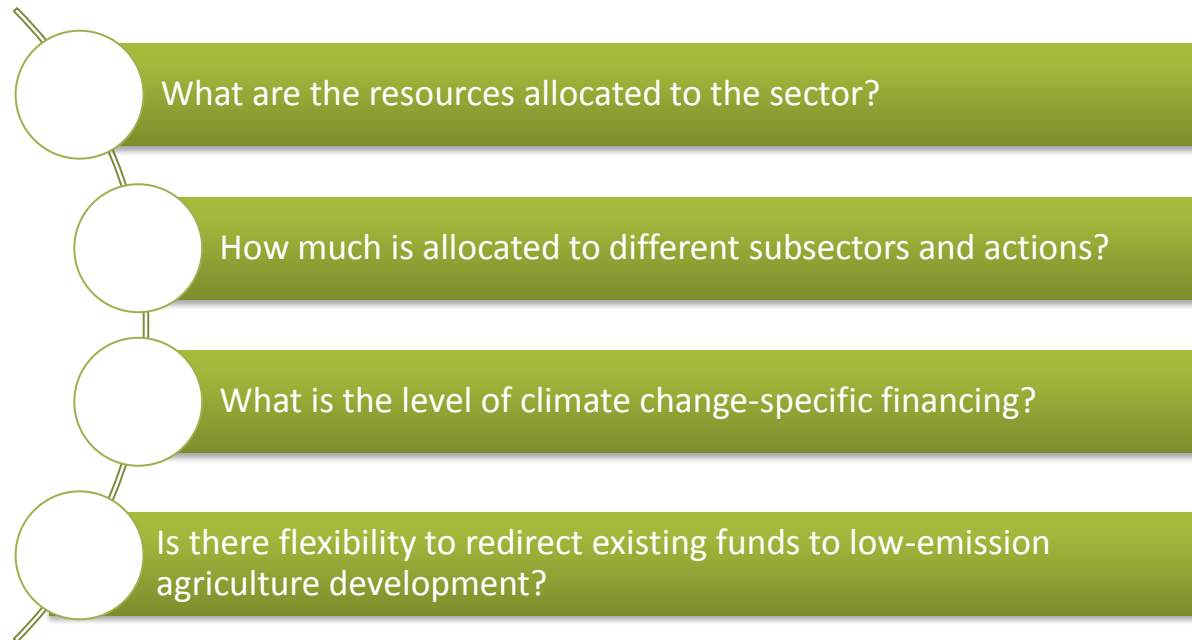 What are the resources allocated to the sector?
How much is allocated to different subsectors and actions?
What is the level of climate change-specific financing?
Is there flexibility to redirect existing funds to low-emission
agriculture development?